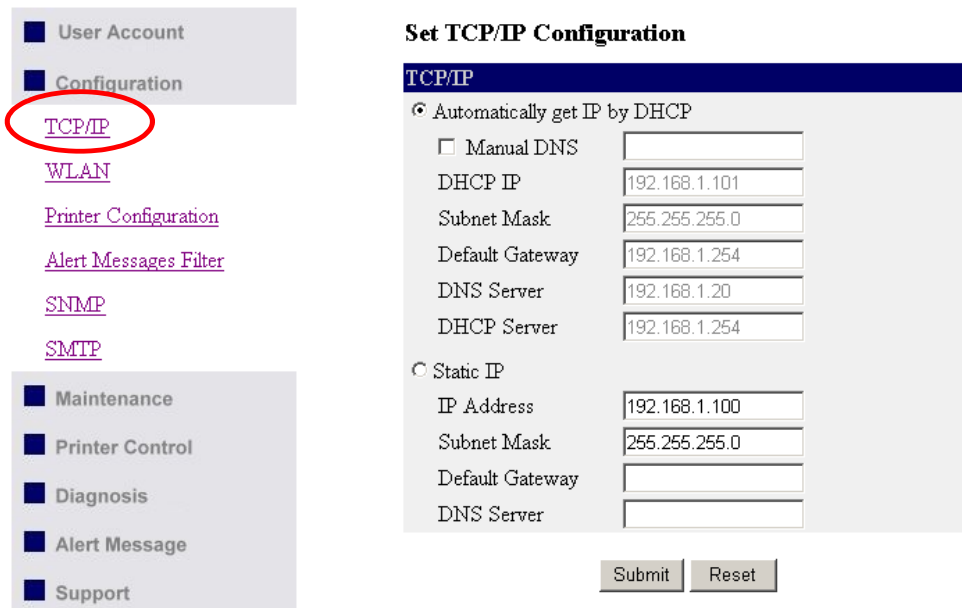 User Account
Configuration
TCP/IP
WLAN
Printer Configuration
Alert Messages Filter
SNMP
SMTP
Maintenance
Printer Control
Diagnosis
Alert Message
Support
Set TCP/IP Configuration
TCP/IP
Automatically get IP by DHCP
Manual DNS
DHCP IP 192.168.1.101
Subnet Mask 255.255.255.0
Default Gateway 192.168.1.254
DNS Server 192.168.1.20
DHCP Server 192.168.1.254
Static IP
IP Address 192.168.1.100
Subnet Mask 255.255.255.0
Default Gateway
DNS Server
Submit Reset